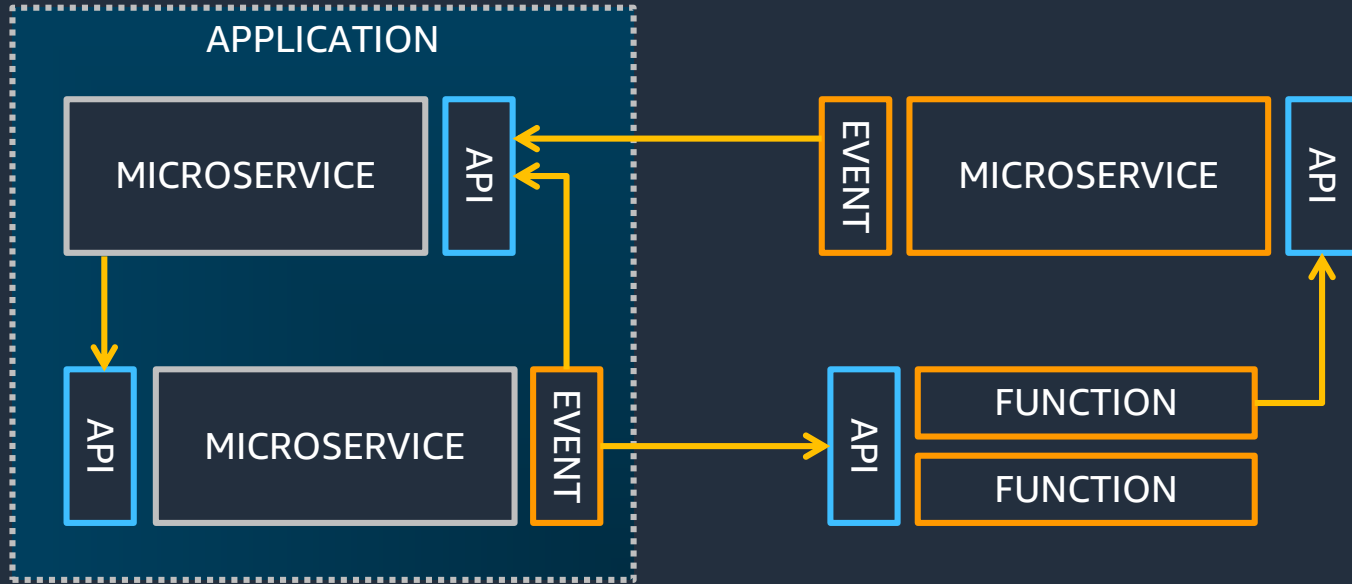 APPLICATION
MICROSERVICE
API
EVENT
MICROSERVICE
API
API
MICROSERVICE
EVENT
API
FUNCTION
FUNCTION